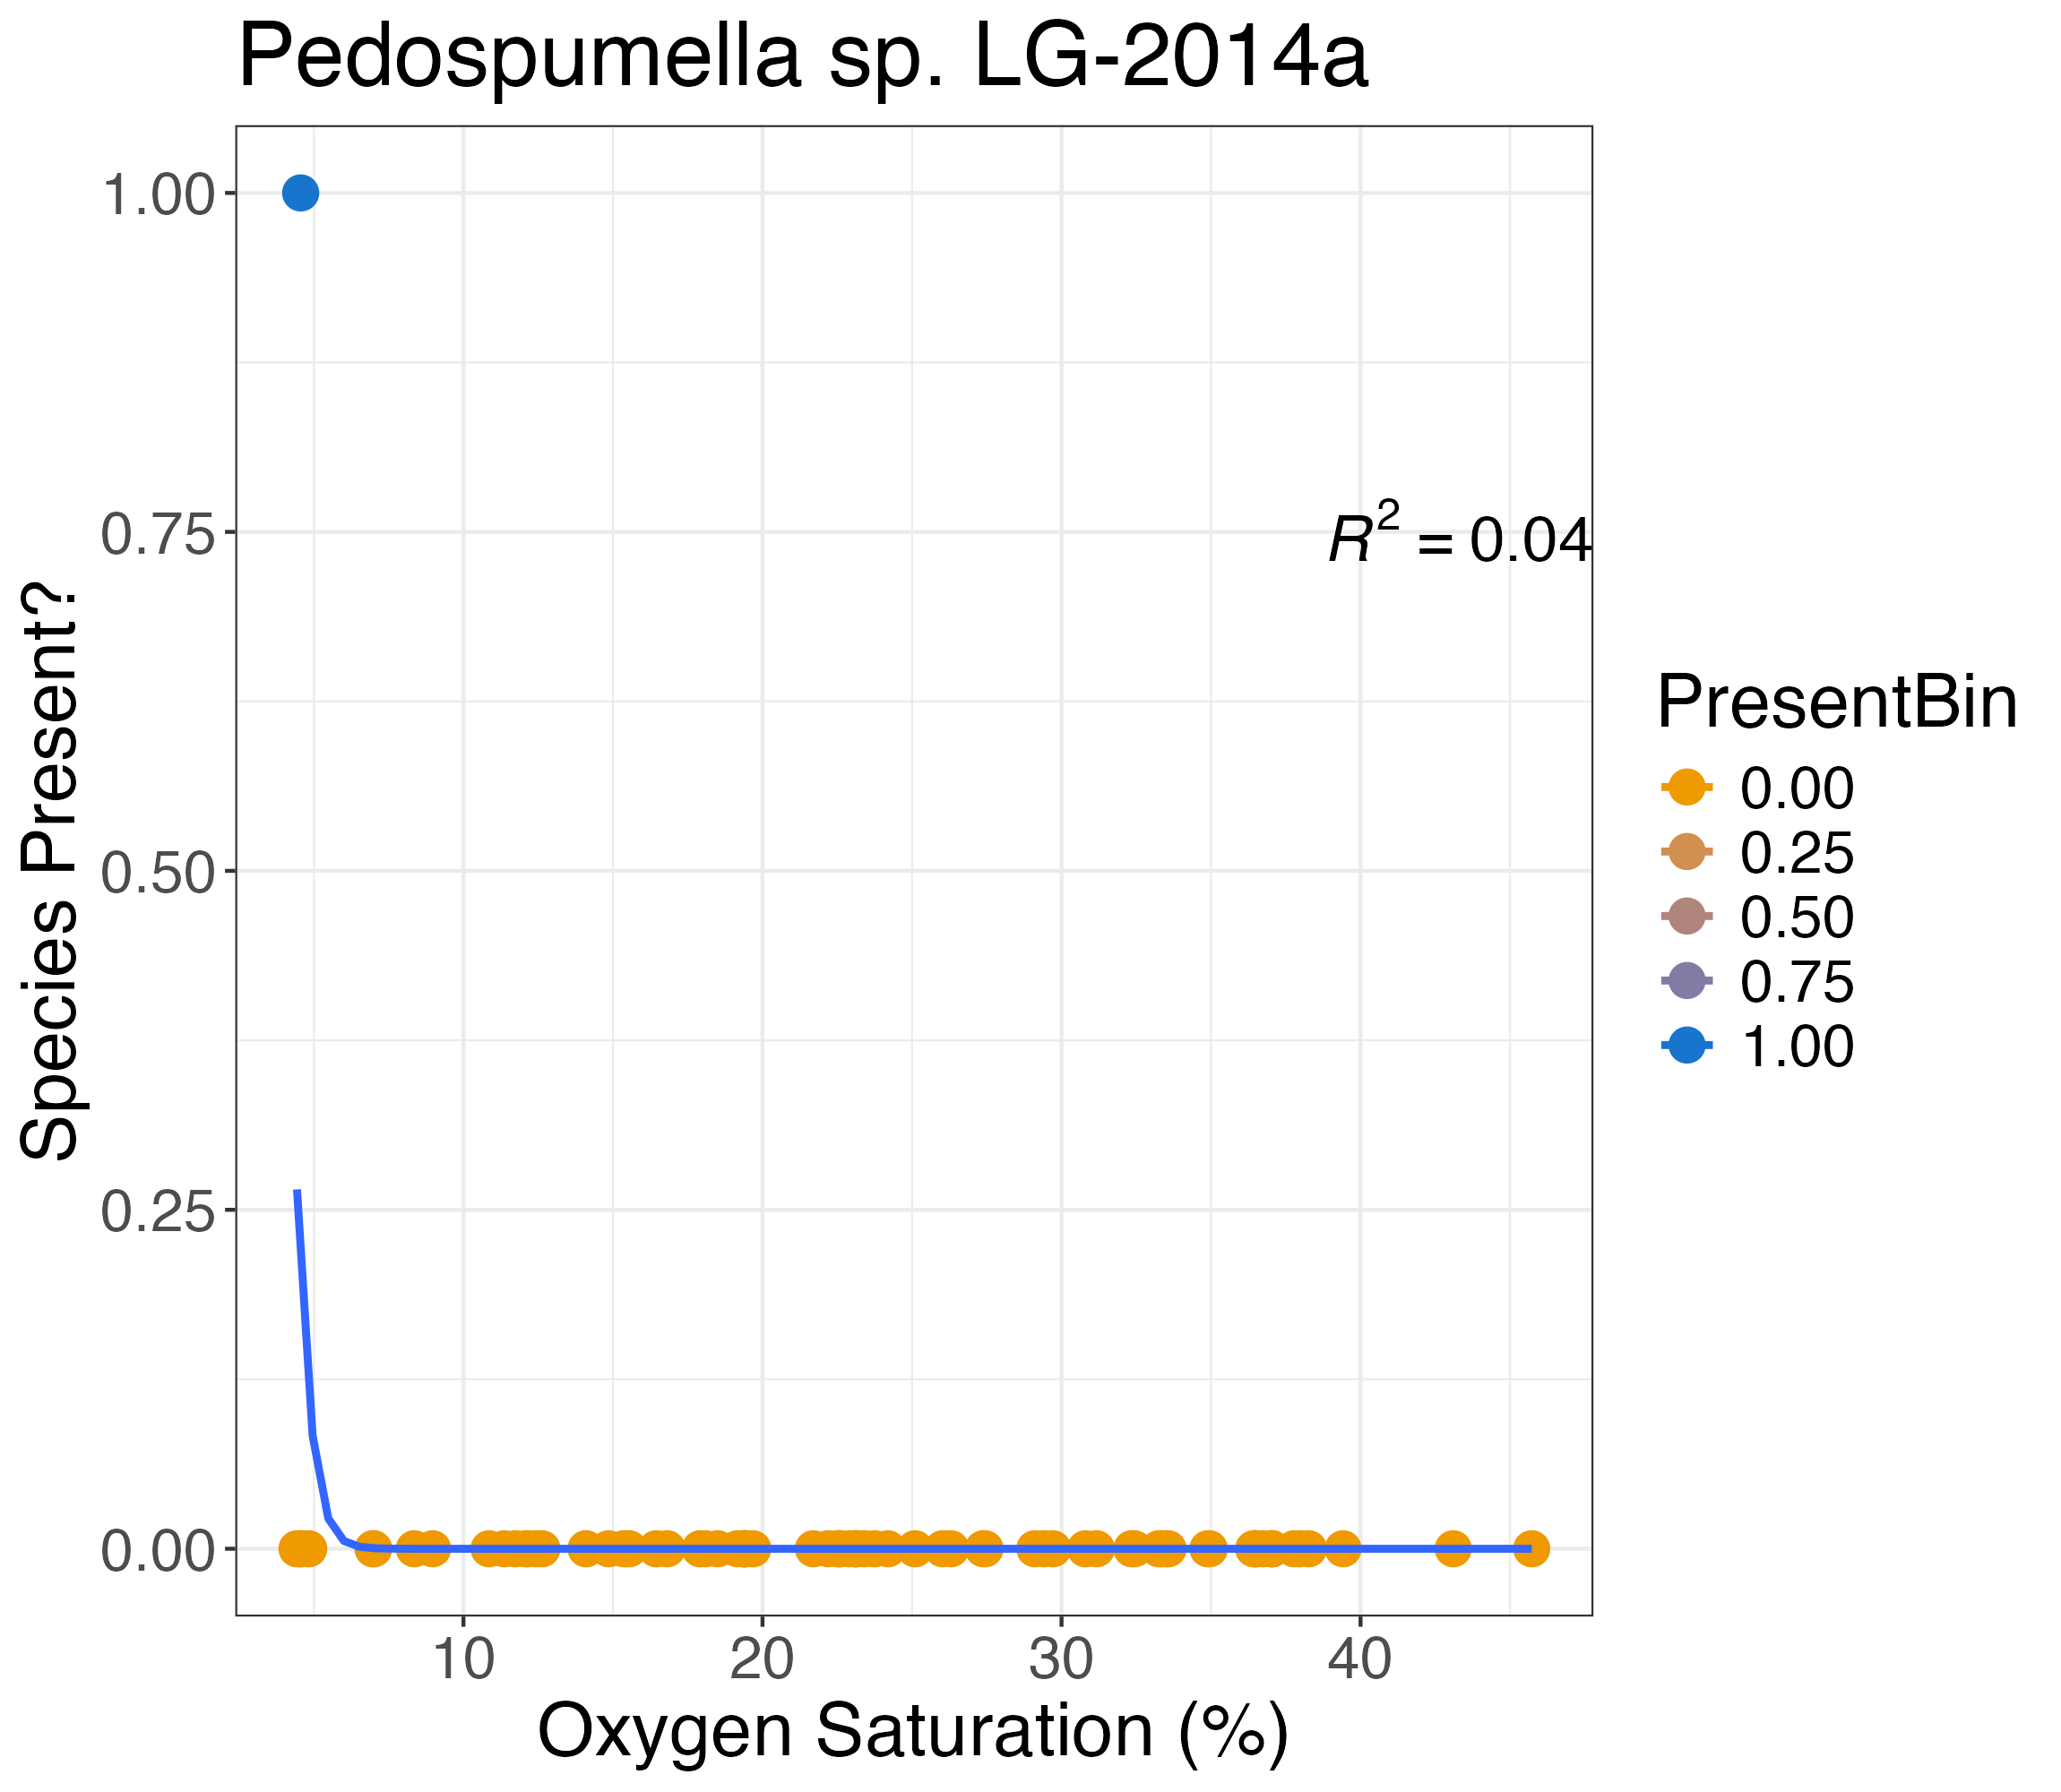 Pedospumella sp. LG-2014a
Species Present?
1.00
0.75
0.50
0.25
0.00
R² = 0.04
10 20 30 40
Oxygen Saturation (%)
PresentBin
0.00
0.25
0.50
0.75
1.00